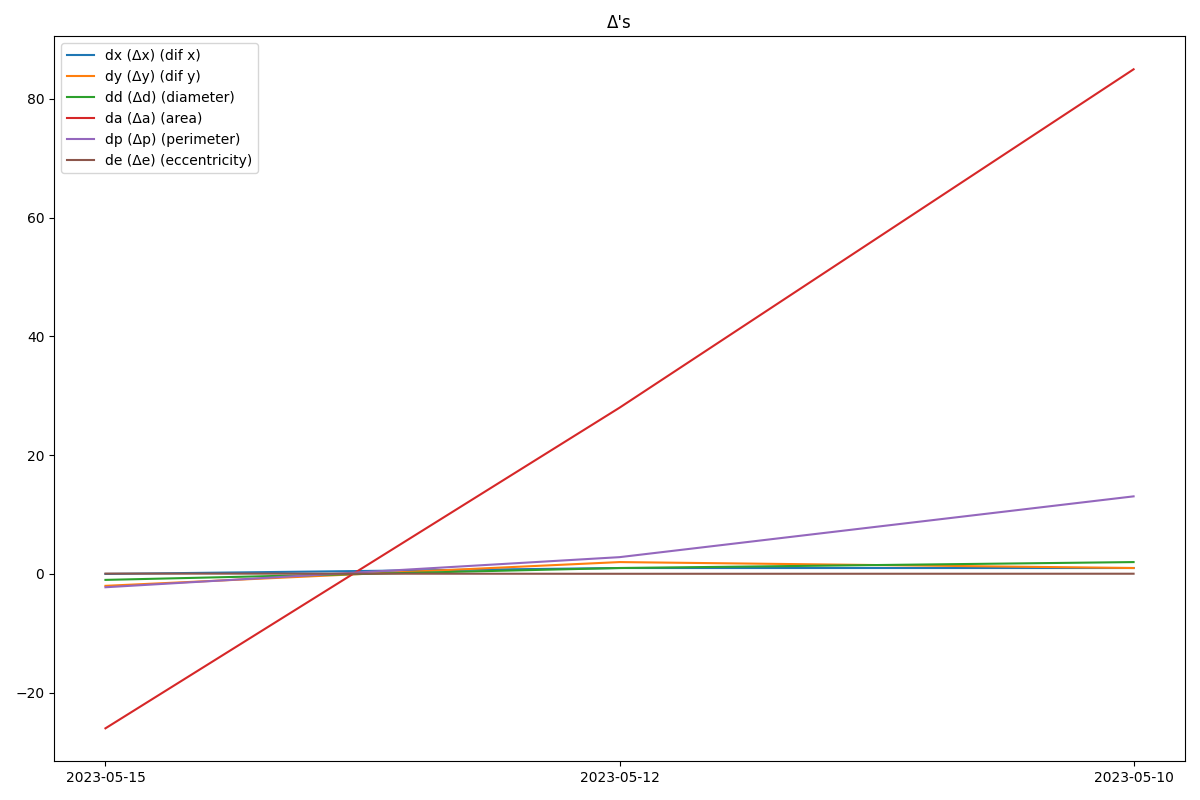 Δ's
dx (Δx) (dif x)
dy (Δy) (dif y)
dd (Δd) (diameter)
da (Δa) (area)
dp (Δp) (perimeter)
de (Δe) (eccentricity)
80
60
40
20
0
−20
2023-05-15
2023-05-12
2023-05-10